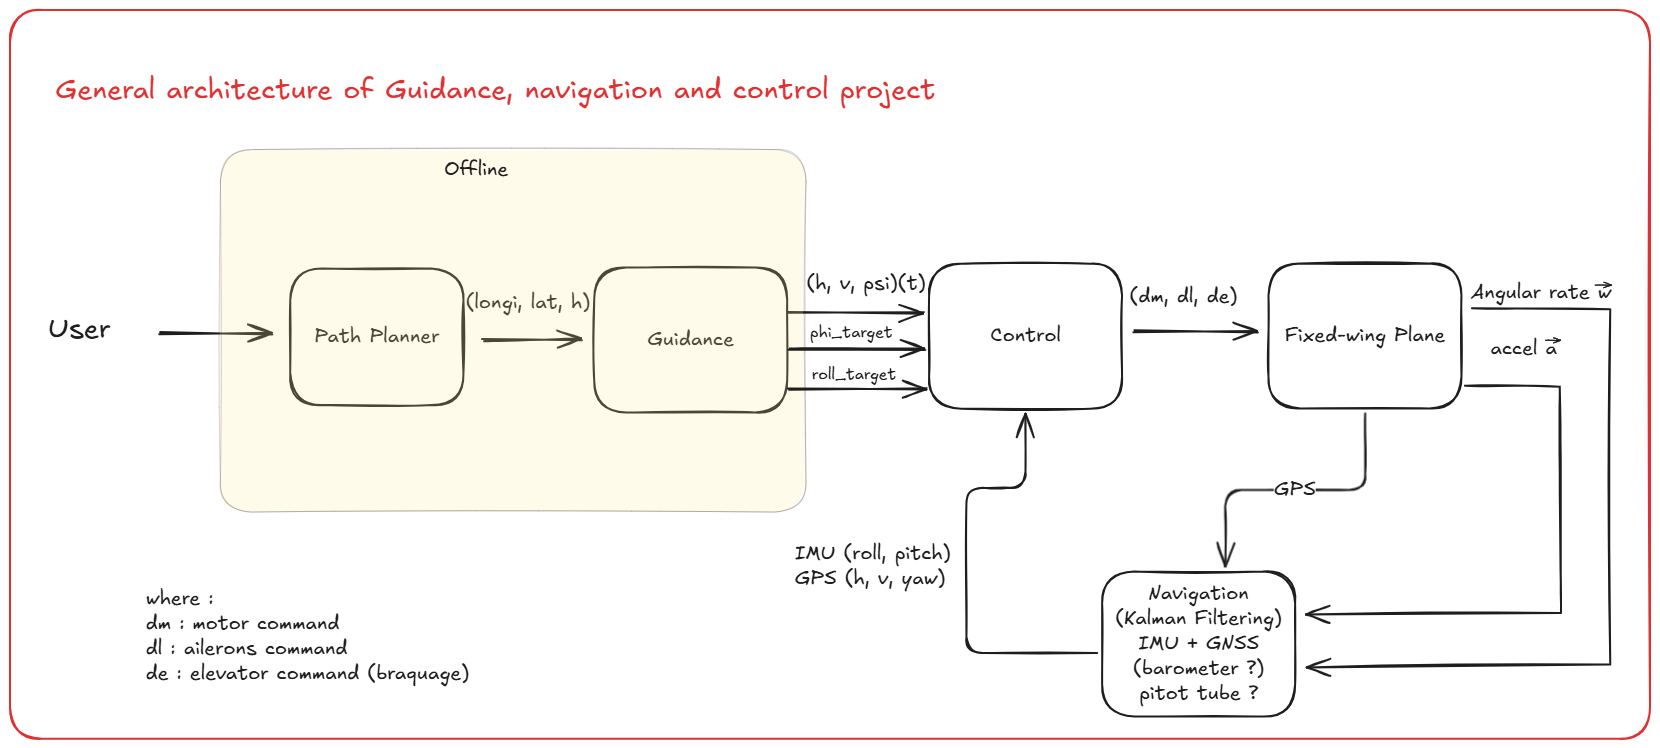 General architecture of Guidance, navigation and control project
Offline
User
Path Planner
(longi, lat, h)
Guidance
(h, v, psi)(t)
phi_target
roll_target
Control
(dm, dl, de)
Fixed-wing Plane
Angular rate w⃗
accel a⃗
GPS
IMU (roll, pitch)
GPS (h, v, yaw)
Navigation
(Kalman Filtering)
IMU + GNSS
(barometer ?)
pitot tube ?
where :
dm : motor command
dl : ailerons command
de : elevator command (braquage)